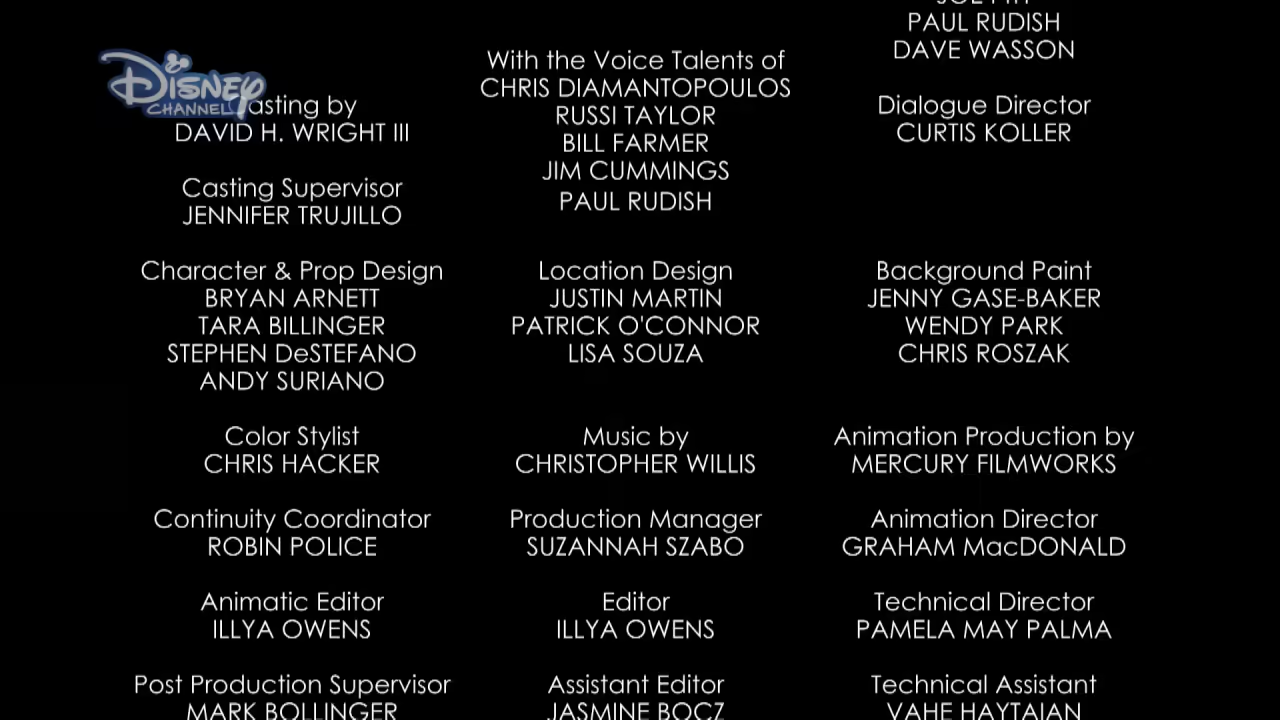 PAUL RUDISH
DAVE WASSON
Disney
CHANNEL
asting by
DAVID H. WRIGHT III
With the Voice Talents of
CHRIS DIAMANTOPOULOS
RUSSI TAYLOR
BILL FARMER
JIM CUMMINGS
PAUL RUDISH
Dialogue Director
CURTIS KOLLER
Casting Supervisor
JENNIFER TRUJILLO
Character & Prop Design
BRYAN ARNETT
TARA BILLINGER
STEPHEN DeSTEFANO
ANDY SURIANO
Location Design
JUSTIN MARTIN
PATRICK O'CONNOR
LISA SOUZA
Background Paint
JENNY GASE-BAKER
WENDY PARK
CHRIS ROSZAK
Color Stylist
CHRIS HACKER
Music by
CHRISTOPHER WILLIS
Animation Production by
MERCURY FILMWORKS
Continuity Coordinator
ROBIN POLICE
Production Manager
SUZANNAH SZABO
Animation Director
GRAHAM MacDONALD
Animatic Editor
ILLYA OWENS
Editor
ILLYA OWENS
Technical Director
PAMELA MAY PALMA
Post Production Supervisor
MARK BOLLINGER
Assistant Editor
JASMINE BOCZ
Technical Assistant
VAHE HAYTAIAN